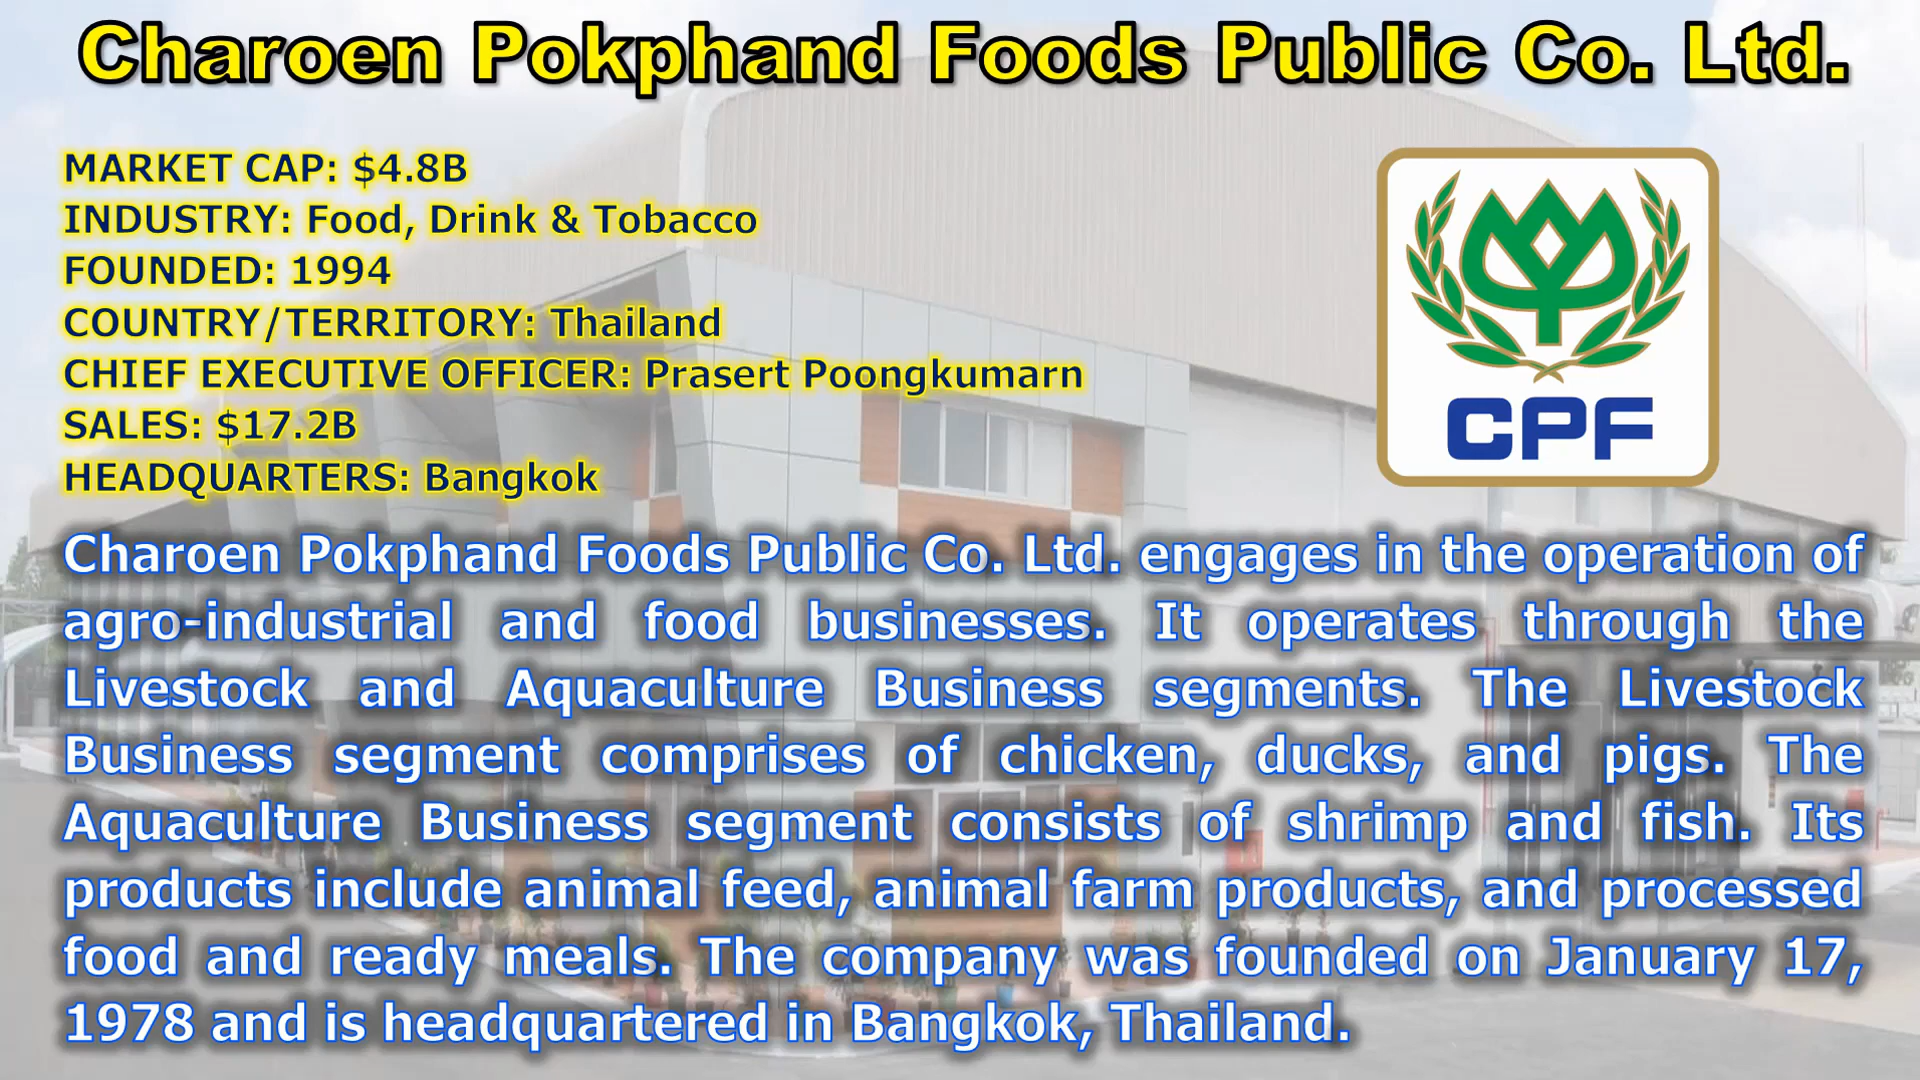 Charoen Pokphand Foods Public Co. Ltd.
MARKET CAP: $4.8B
INDUSTRY: Food, Drink & Tobacco
FOUNDED: 1994
COUNTRY/TERRITORY: Thailand
CHIEF EXECUTIVE OFFICER: Prasert Poongkumarn
SALES: $17.2B
HEADQUARTERS: Bangkok
CPF
Charoen Pokphand Foods Public Co. Ltd. engages in the operation of
agro-industrial and food businesses. It operates through the
Livestock and Aquaculture Business segments. The Livestock
Business segment comprises of chicken, ducks, and pigs. The
Aquaculture Business segment consists of shrimp and fish. Its
products include animal feed, animal farm products, and processed
food and ready meals. The company was founded on January 17,
1978 and is headquartered in Bangkok, Thailand.